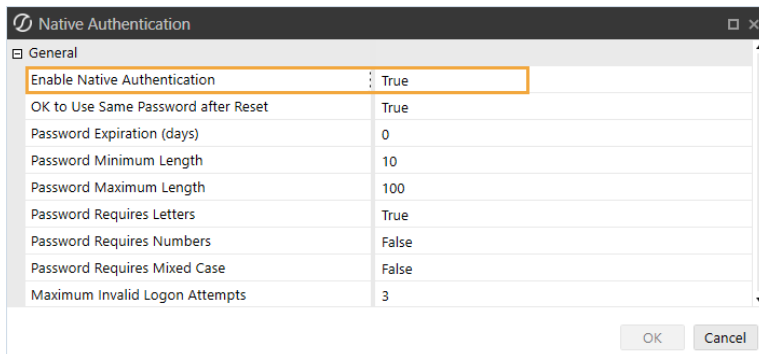 Native Authentication
General
Enable Native Authentication True
OK to Use Same Password after Reset True
Password Expiration (days) 0
Password Minimum Length 10
Password Maximum Length 100
Password Requires Letters True
Password Requires Numbers False
Password Requires Mixed Case False
Maximum Invalid Logon Attempts 3
OK Cancel